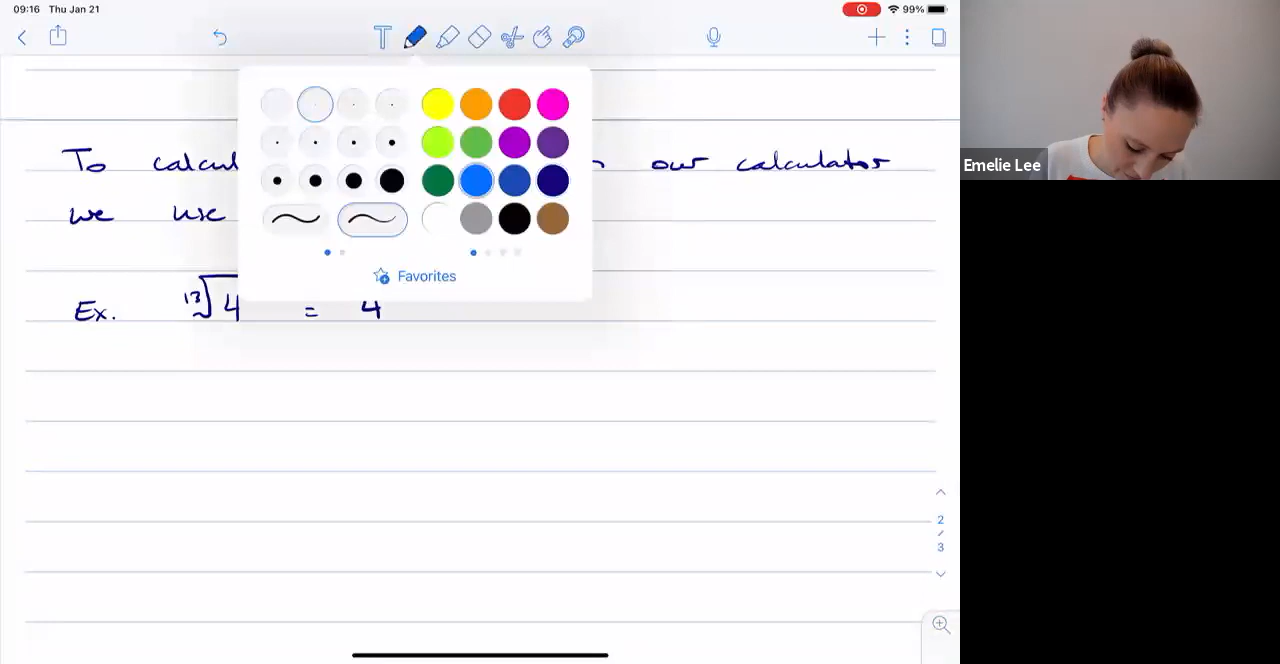 09:16 Thu Jan 21 99%
T
To calcul our calculator
we use
Favorites
Ex. ¹³√4 = 4
2
/
3
Emelie Lee